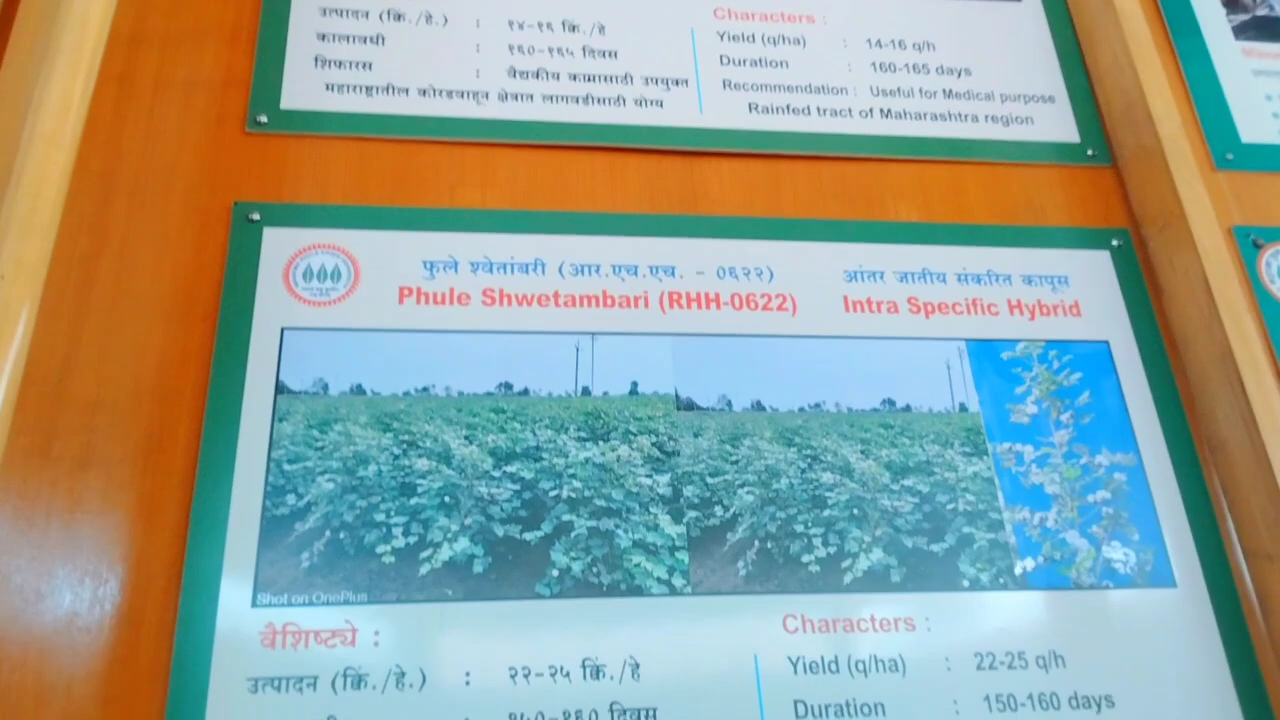 उत्पादन (क्विं./हे.) : १४-१६ क्विं./हे
कालावधी : १६०-१६५ दिवस
शिफारस : वैद्यकीय कामासाठी उपयुक्त
महाराष्ट्रातील कोरडवाहू क्षेत्रात लागवडीसाठी योग्य
Characters :
Yield (q/ha) : 14-16 q/h
Duration : 160-165 days
Recommendation : Useful for Medical purpose
Rainfed tract of Maharashtra region
फुले श्वेतांबरी (आर.एच.एच. - ०६२२)
आंतर जातीय संकरित कापूस
Phule Shwetambari (RHH-0622)
Intra Specific Hybrid
Shot on OnePlus
वैशिष्ट्ये :
उत्पादन (क्विं./हे.) : २२-२५ क्विं./हे
१५०-१६० दिवस
Characters :
Yield (q/ha) : 22-25 q/h
Duration : 150-160 days